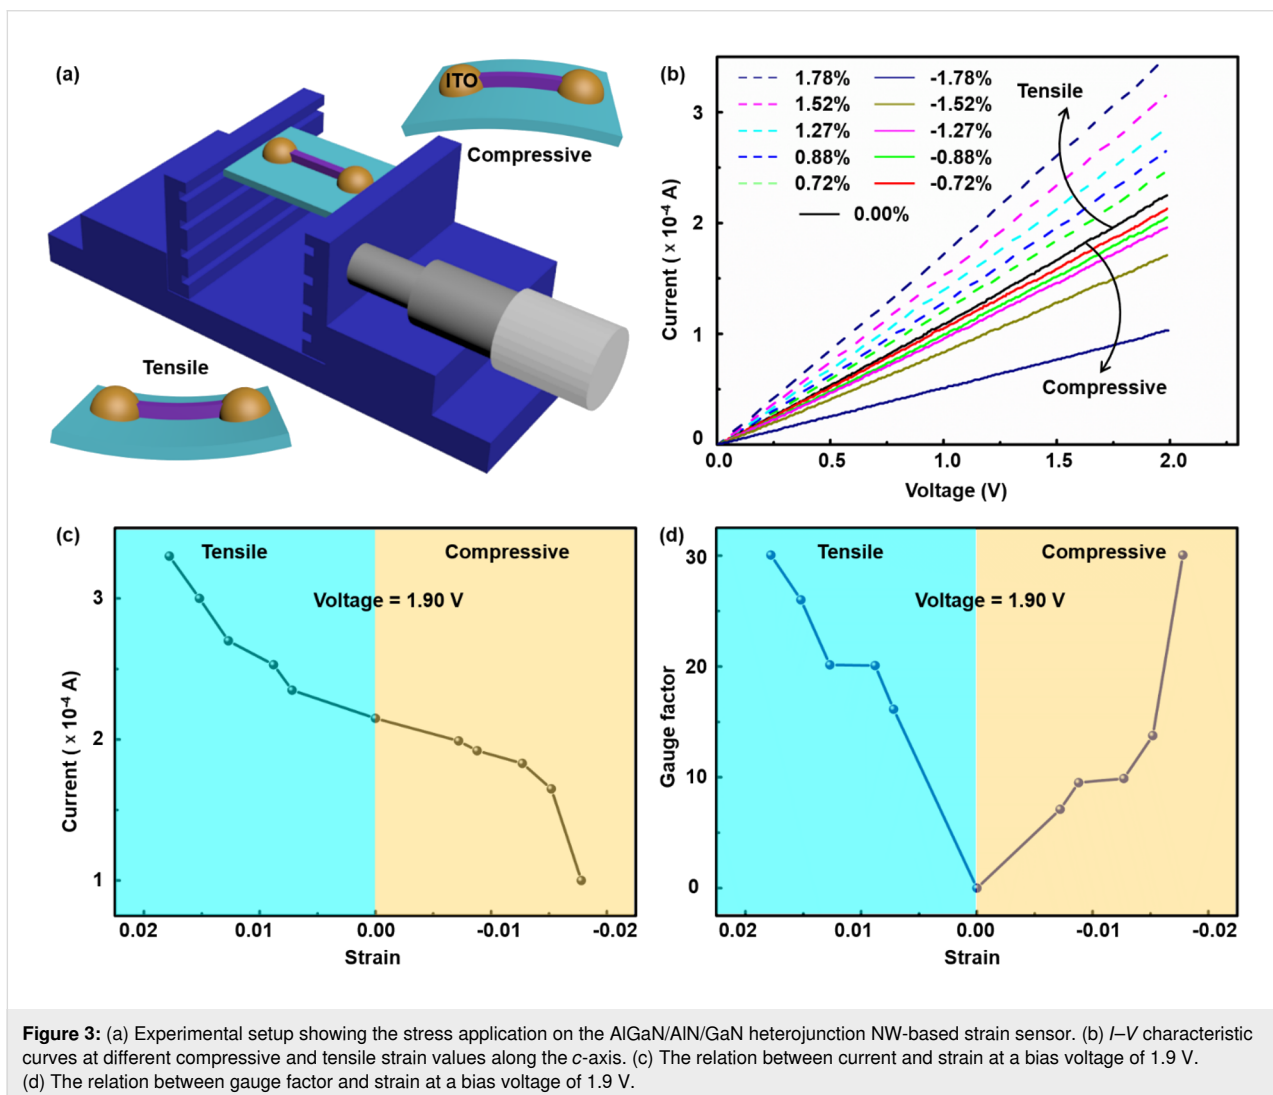 (a)
ITO
Compressive
Tensile
(b)
1.78% -1.78%
1.52% -1.52%
1.27% -1.27%
0.88% -0.88%
0.72% -0.72%
0.00%
Tensile
Compressive
Current ( x 10⁻⁴ A)
3
2
1
0
0.0 0.5 1.0 1.5 2.0
Voltage (V)
(c)
Tensile Compressive
Voltage = 1.90 V
Current ( x 10⁻⁴ A)
3
2
1
0.02 0.01 0.00 -0.01 -0.02
Strain
(d)
Tensile Compressive
Voltage = 1.90 V
Gauge factor
30
20
10
0
0.02 0.01 0.00 -0.01 -0.02
Strain
Figure 3: (a) Experimental setup showing the stress application on the AlGaN/AlN/GaN heterojunction NW-based strain sensor. (b) I–V characteristic
curves at different compressive and tensile strain values along the c-axis. (c) The relation between current and strain at a bias voltage of 1.9 V.
(d) The relation between gauge factor and strain at a bias voltage of 1.9 V.